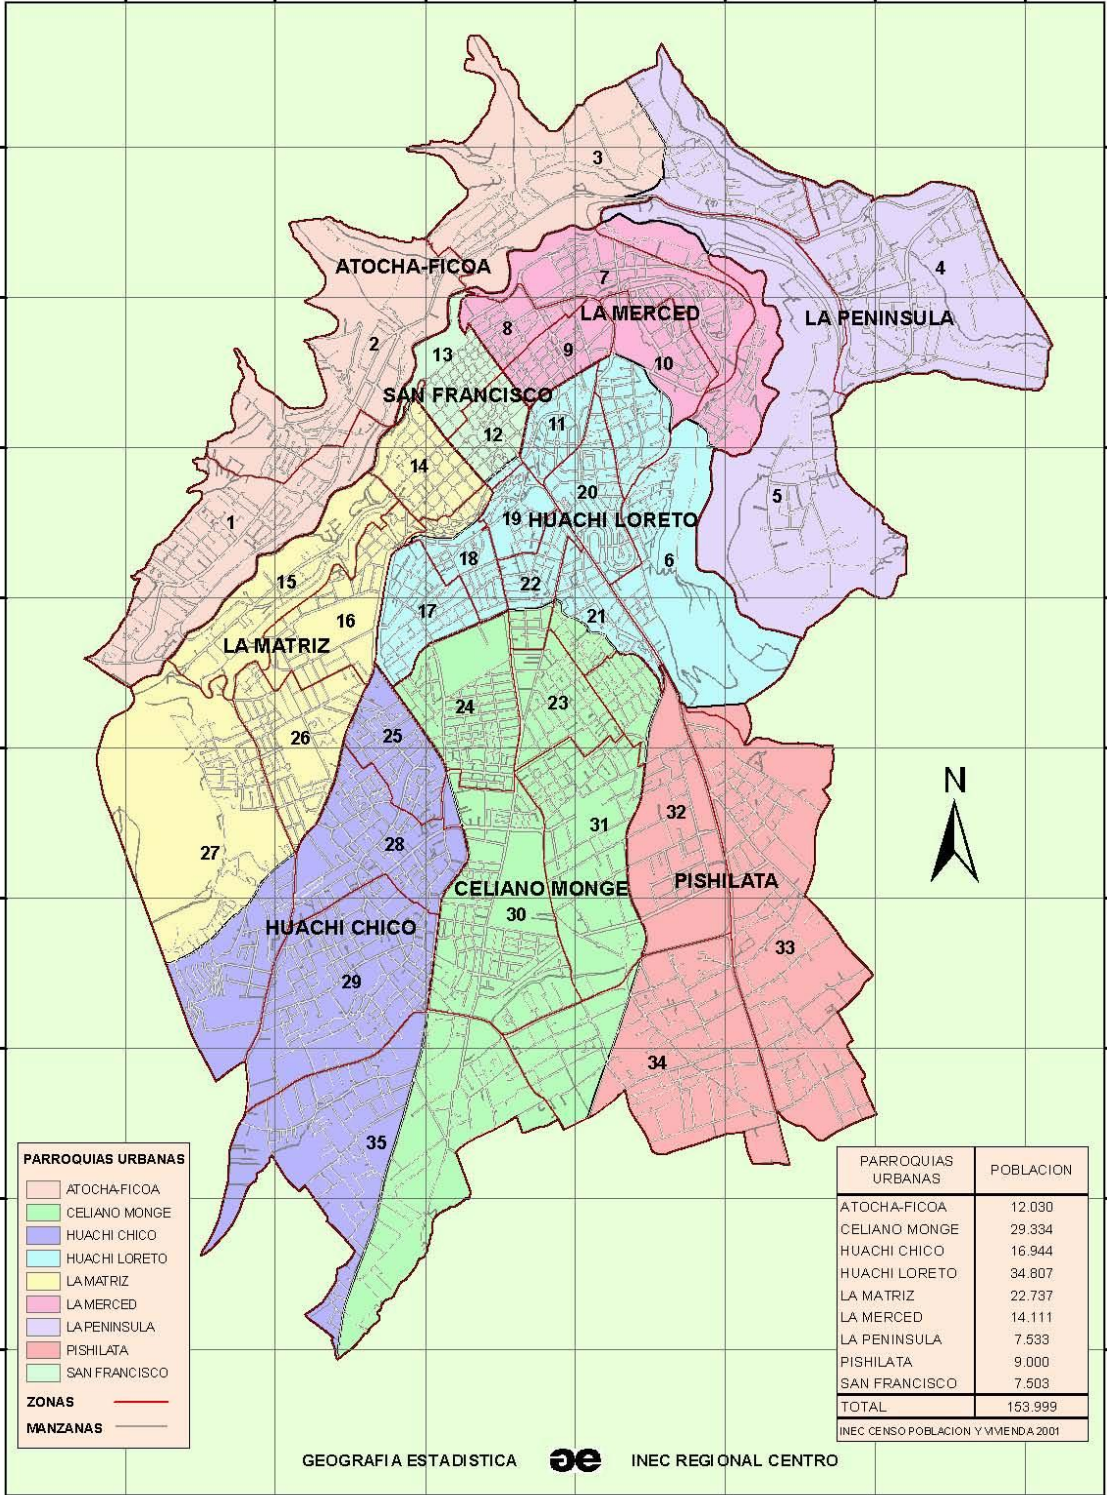 3
4
ATOCHA-FICOA
7
LA MERCED
LA PENINSULA
8
2
13
9
10
SAN FRANCISCO
11
12
14
20
5
1
19
HUACHI LORETO
18
6
15
22
17
21
16
LA MATRIZ
24
23
26
25
N
32
31
28
27
PISHILATA
CELIANO MONGE
30
HUACHI CHICO
33
29
34
35
PARROQUIAS URBANAS
ATOCHA-FICOA
CELIANO MONGE
HUACHI CHICO
HUACHI LORETO
LA MATRIZ
LA MERCED
LA PENINSULA
PISHILATA
SAN FRANCISCO
ZONAS
MANZANAS
PARROQUIAS URBANAS POBLACION
ATOCHA-FICOA 12.030
CELIANO MONGE 29.334
HUACHI CHICO 16.944
HUACHI LORETO 34.807
LA MATRIZ 22.737
LA MERCED 14.111
LA PENINSULA 7.533
PISHILATA 9.000
SAN FRANCISCO 7.503
TOTAL 153.999
INEC CENSO POBLACION Y VIVIENDA 2001
GEOGRAFIA ESTADISTICA INEC REGIONAL CENTRO